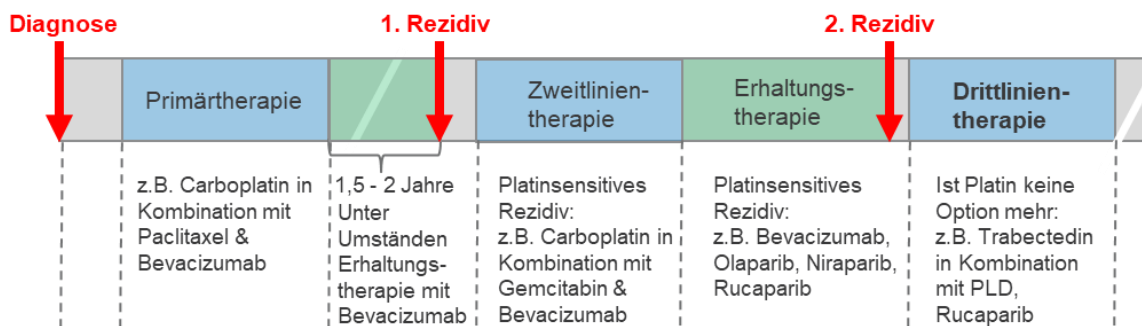 Diagnose
1. Rezidiv
2. Rezidiv
Primärtherapie
Zweitlinien-
therapie
Erhaltungs-
therapie
Drittlinien-
therapie
z.B. Carboplatin in
Kombination mit
Paclitaxel &
Bevacizumab
1,5 - 2 Jahre
Unter
Umständen
Erhaltungs-
therapie mit
Bevacizumab
Platinsensitives
Rezidiv:
z.B. Carboplatin in
Kombination mit
Gemcitabin &
Bevacizumab
Platinsensitives
Rezidiv:
z.B. Bevacizumab,
Olaparib, Niraparib,
Rucaparib
Ist Platin keine
Option mehr:
z.B. Trabectedin
in Kombination
mit PLD,
Rucaparib